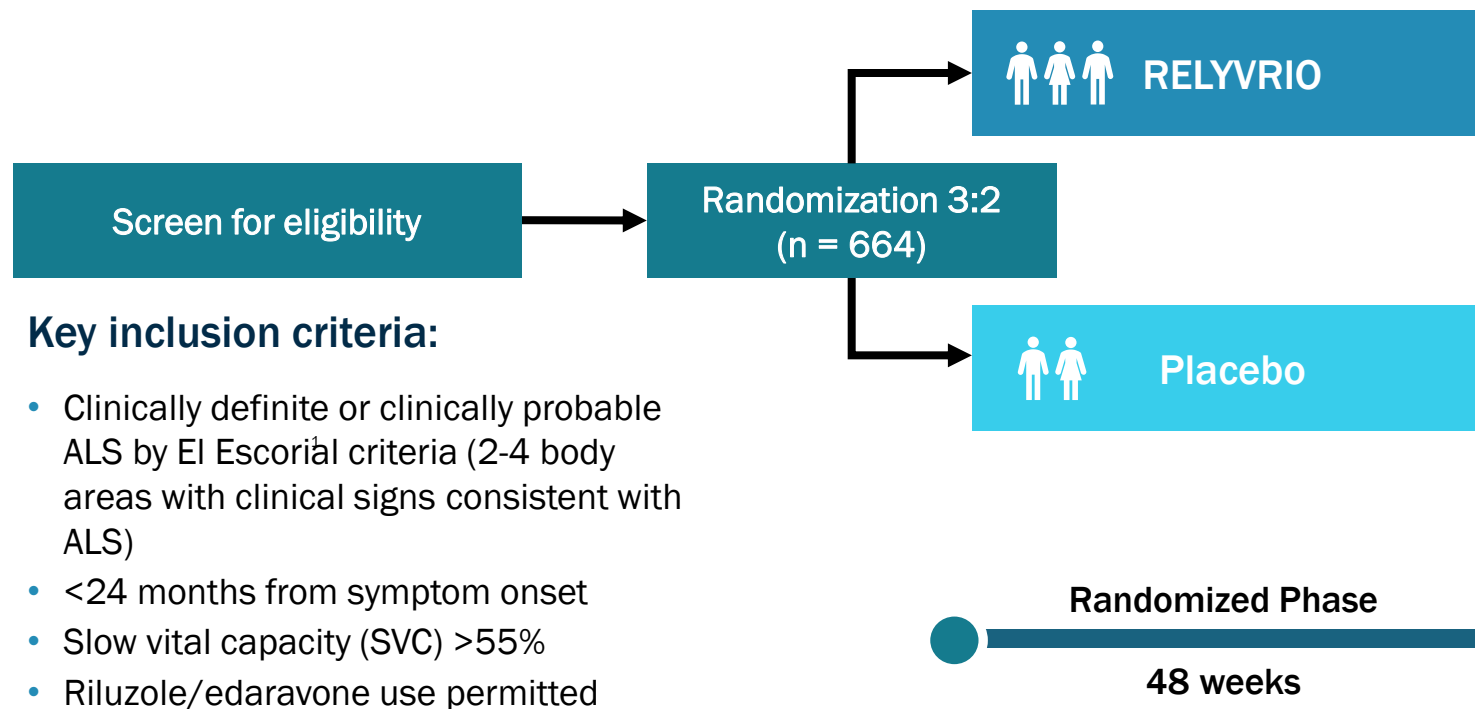 RELYVRIO
Screen for eligibility
Randomization 3:2
(n = 664)
Placebo
Key inclusion criteria:
• Clinically definite or clinically probable
ALS by El Escorial criteria (2-4 body
1
areas with clinical signs consistent with
ALS)
• <24 months from symptom onset
• Slow vital capacity (SVC) >55%
• Riluzole/edaravone use permitted
Randomized Phase
48 weeks